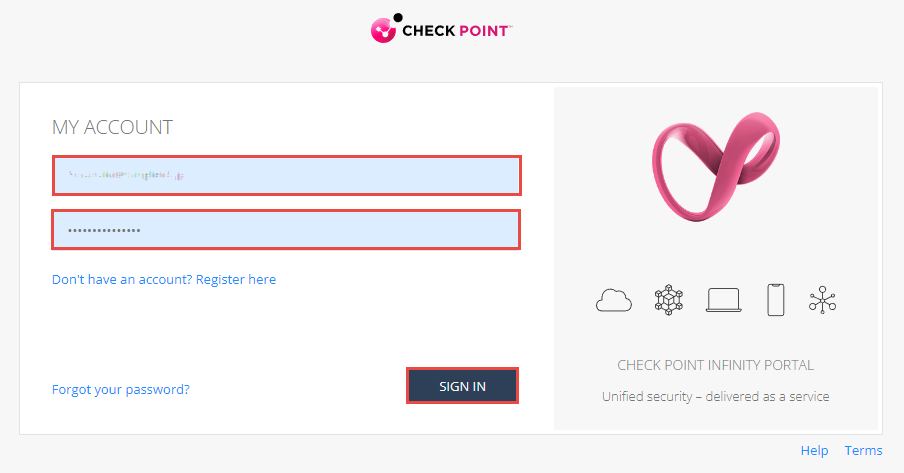 CHECK POINT™
MY ACCOUNT
Don't have an account? Register here
Forgot your password?
SIGN IN
CHECK POINT INFINITY PORTAL
Unified security – delivered as a service
Help Terms